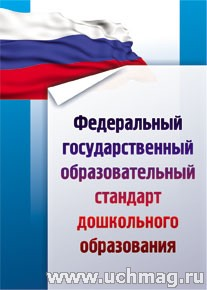 Федеральный
государственный
образовательный
стандарт
дошкольного
образования
www.uchmag.ru